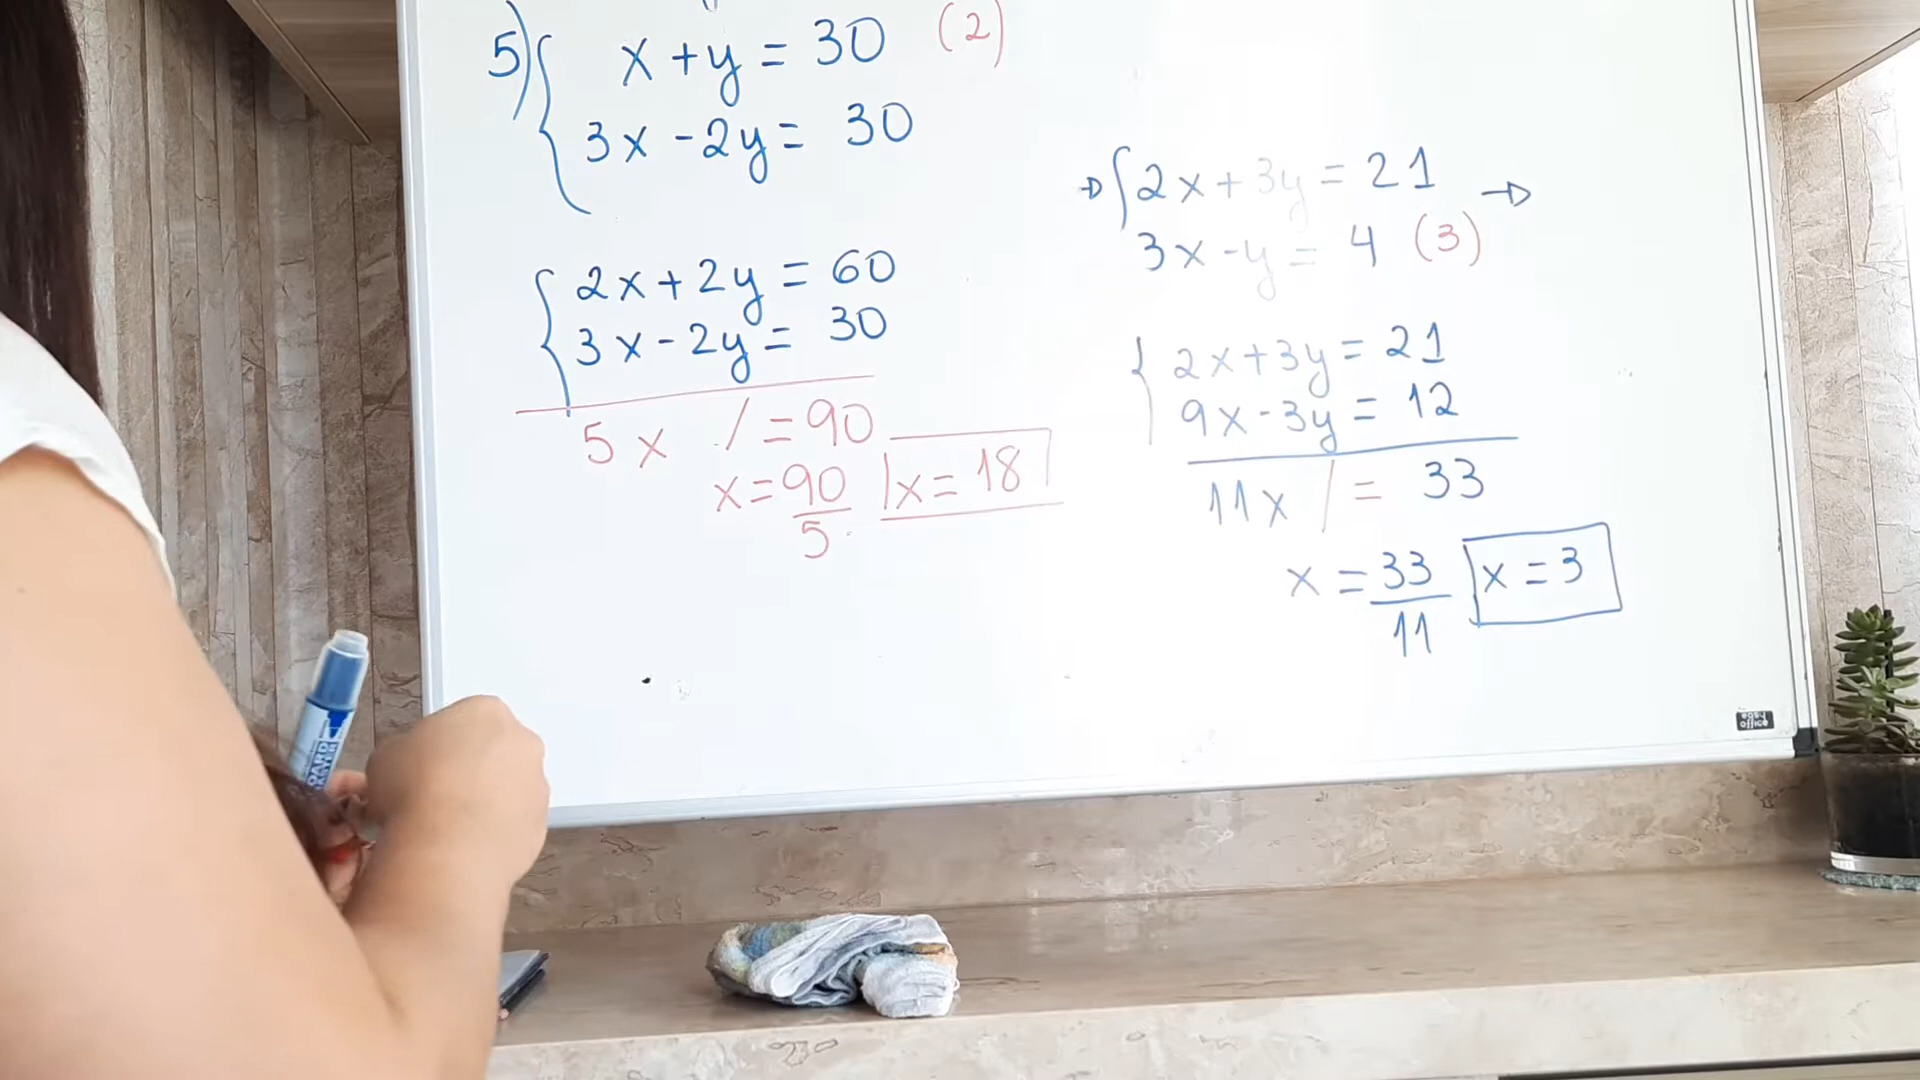 5) x + y = 30 (2)
3x - 2y = 30
2x + 2y = 60
3x - 2y = 30
5x / = 90
x = 90/5 x = 18
2x + 3y = 21
3x - y = 4 (3)
2x + 3y = 21
9x - 3y = 12
11x / = 33
x = 33/11 x = 3
office